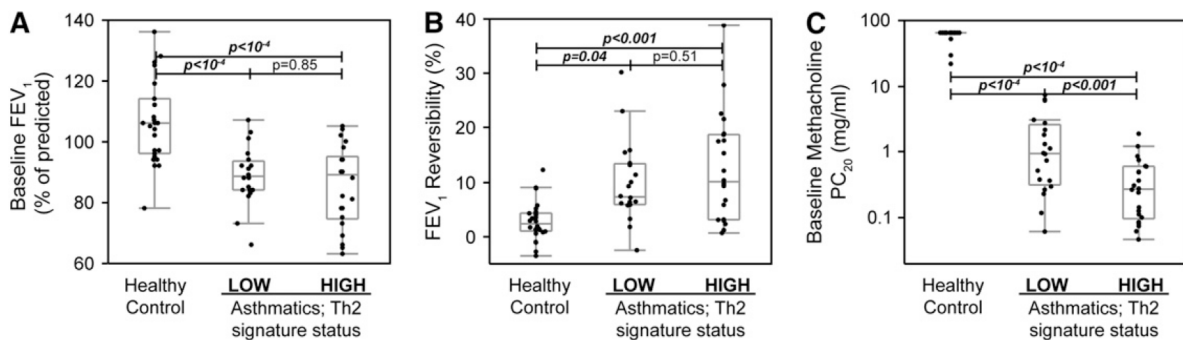 A
Baseline FEV₁
(% of predicted)
140
120
100
80
60
p<10⁻⁴
p<10⁻⁴
p=0.85
Healthy
Control
LOW
HIGH
Asthmatics; Th2
signature status
B
FEV₁ Reversibility (%)
40
30
20
10
0
p<0.001
p=0.04
p=0.51
Healthy
Control
LOW
HIGH
Asthmatics; Th2
signature status
C
Baseline Methacholine
PC₂₀ (mg/ml)
100
10
1
0.1
p<10⁻⁴
p<10⁻⁴
p<0.001
Healthy
Control
LOW
HIGH
Asthmatics; Th2
signature status